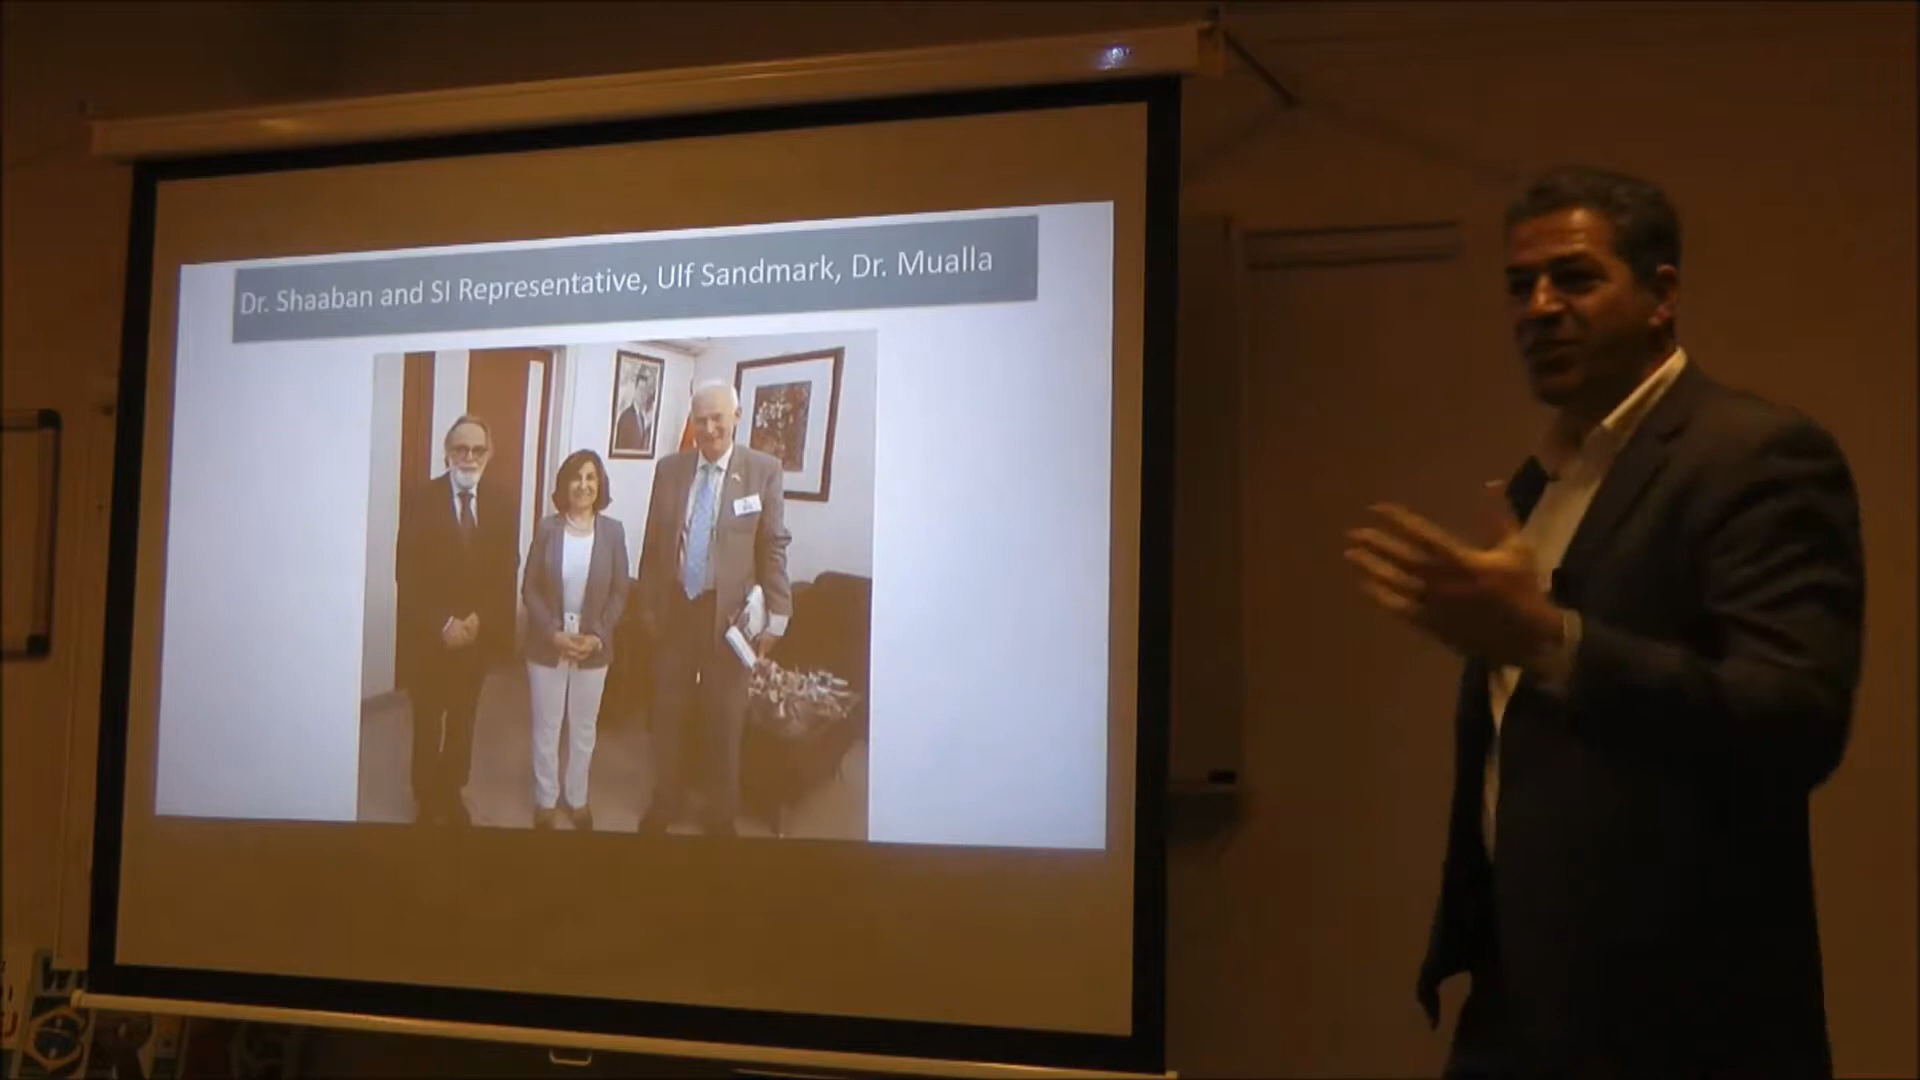 Dr. Shaaban and SI Representative, Ulf Sandmark, Dr. Mualla